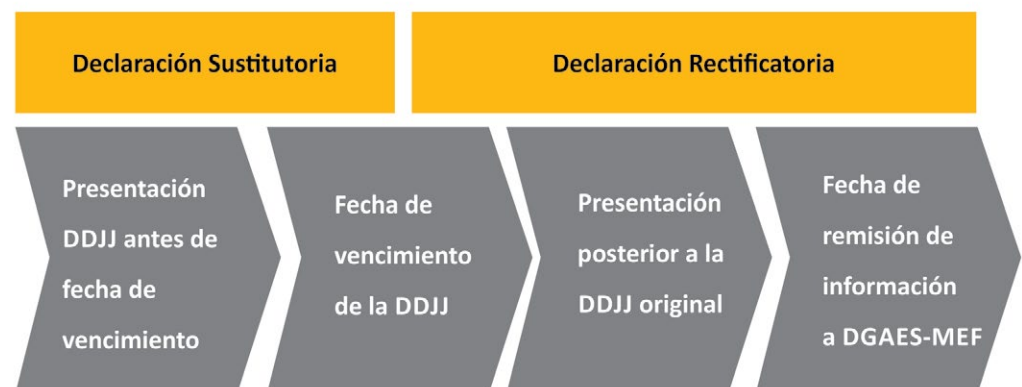 Declaración Sustitutoria
Declaración Rectificatoria
Presentación
DDJJ antes de
fecha de
vencimiento
Fecha de
vencimiento
de la DDJJ
Presentación
posterior a la
DDJJ original
Fecha de
remisión de
información
a DGAES-MEF